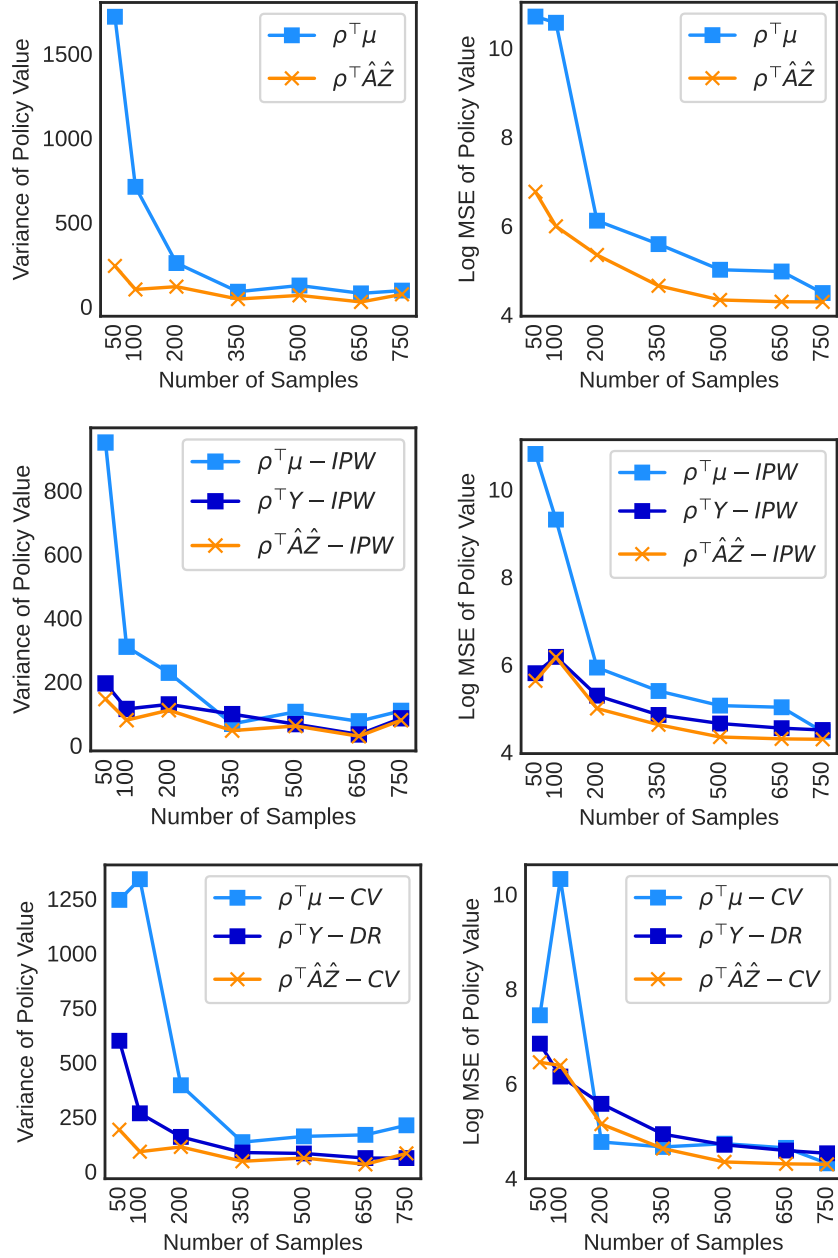 Variance of Policy Value
1500
1000
500
0
50
100
200
350
500
650
750
Number of Samples
ρ⊤μ
ρ⊤ÂẐ
Log MSE of Policy Value
10
8
6
4
50
100
200
350
500
650
750
Number of Samples
ρ⊤μ
ρ⊤ÂẐ
Variance of Policy Value
800
600
400
200
0
50
100
200
350
500
650
750
Number of Samples
ρ⊤μ − IPW
ρ⊤Y − IPW
ρ⊤ÂẐ − IPW
Log MSE of Policy Value
10
8
6
4
50
100
200
350
500
650
750
Number of Samples
ρ⊤μ − IPW
ρ⊤Y − IPW
ρ⊤ÂẐ − IPW
Variance of Policy Value
1250
1000
750
500
250
0
50
100
200
350
500
650
750
Number of Samples
ρ⊤μ − CV
ρ⊤Y − DR
ρ⊤ÂẐ − CV
Log MSE of Policy Value
10
8
6
4
50
100
200
350
500
650
750
Number of Samples
ρ⊤μ − CV
ρ⊤Y − DR
ρ⊤ÂẐ − CV